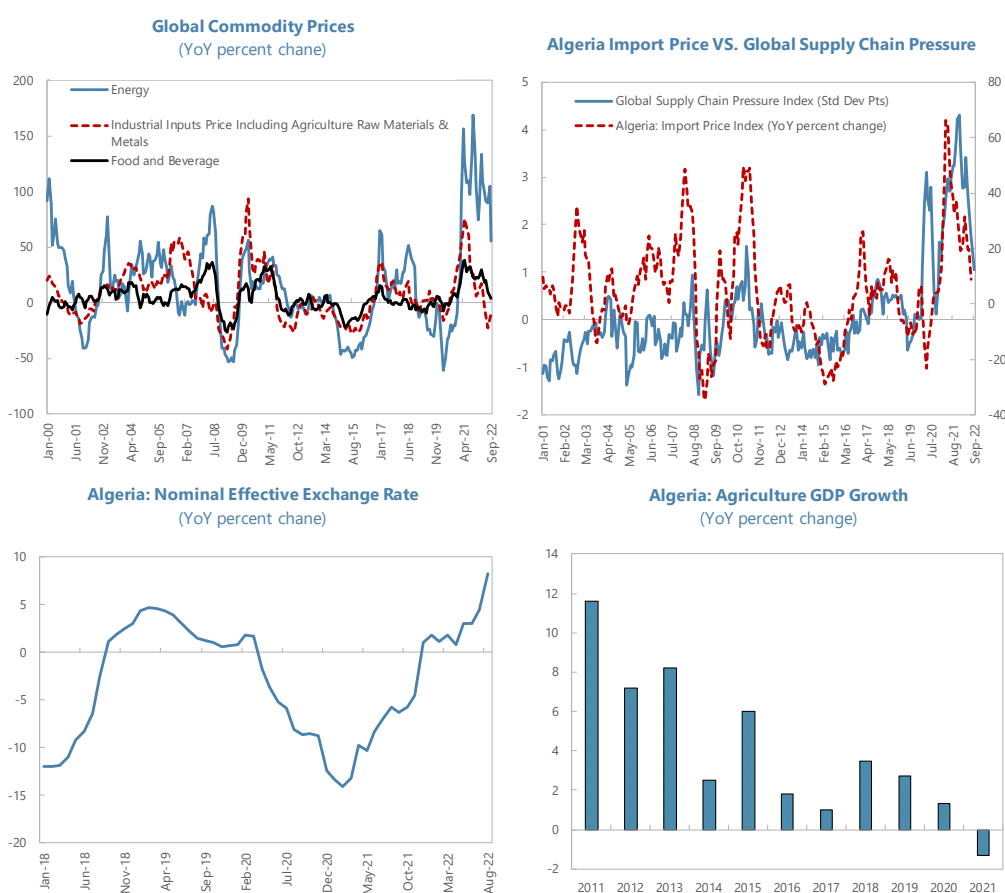 Global Commodity Prices
(YoY percent chane)
200
150
100
50
0
-50
-100
Energy
Industrial Inputs Price Including Agriculture Raw Materials &
Metals
Food and Beverage
Jan-00
Jun-01
Nov-02
Apr-04
Sep-05
Feb-07
Jul-08
Dec-09
May-11
Oct-12
Mar-14
Aug-15
Jan-17
Jun-18
Nov-19
Apr-21
Sep-22
Algeria Import Price VS. Global Supply Chain Pressure
5
4
3
2
1
0
-1
-2
Global Supply Chain Pressure Index (Std Dev Pts)
Algeria: Import Price Index (YoY percent change)
80
60
40
20
0
-20
-40
Jan-01
Feb-02
Mar-03
Apr-04
May-05
Jun-06
Jul-07
Aug-08
Sep-09
Oct-10
Nov-11
Dec-12
Jan-14
Feb-15
Mar-16
Apr-17
May-18
Jun-19
Jul-20
Aug-21
Sep-22
Algeria: Nominal Effective Exchange Rate
(YoY percent chane)
10
5
0
-5
-10
-15
-20
Jan-18
Jun-18
Nov-18
Apr-19
Sep-19
Feb-20
Jul-20
Dec-20
May-21
Oct-21
Mar-22
Aug-22
Algeria: Agriculture GDP Growth
(YoY percent change)
14
12
10
8
6
4
2
0
-2
2011 2012 2013 2014 2015 2016 2017 2018 2019 2020 2021